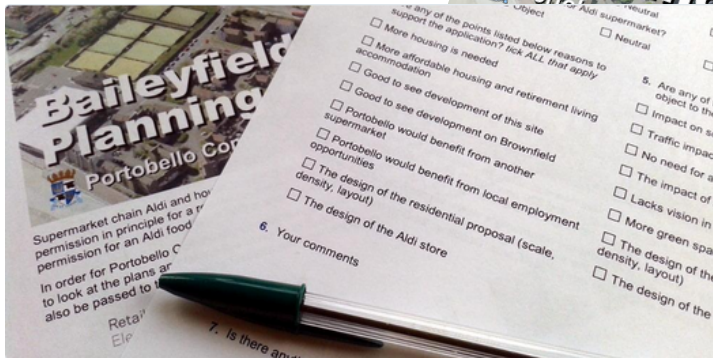 Baileyfield
Planning
Portobello Com
Supermarket chain Aldi and hou
permission in principle for a r
permission for an Aldi food
In order for Portobello C
to look at the plans an
also be passed to t
Retai
Ele
Object
or Aldi supermarket?
Neutral
Neutral
any of the points listed below reasons to
support the application? tick ALL that apply
More housing is needed
More affordable housing and retirement living
accommodation
Good to see development of this site
Good to see development on Brownfield
Portobello would benefit from another
supermarket
Portobello would benefit from local employment
opportunities
The design of the residential proposal (scale,
density, layout)
The design of the Aldi store
6. Your comments
7. Is there any
5. Are any of
object to the
Impact on s
Traffic impac
No need for a
The impact of
Lacks vision in
More green spa
The design of the
density, layout)
The design of the